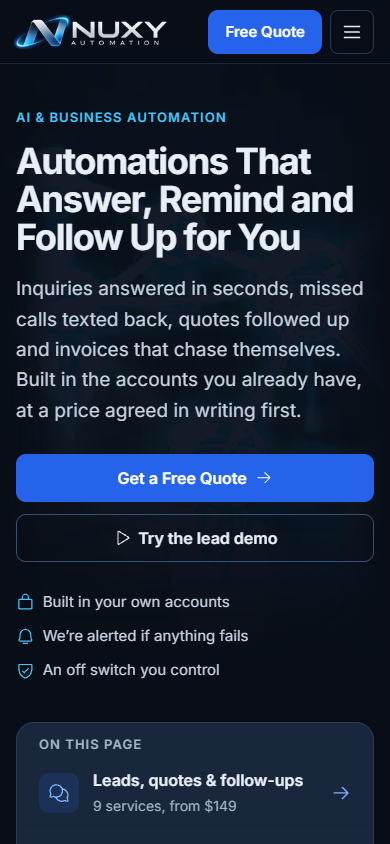 NUXY
AUTOMATION
Free Quote
AI & BUSINESS AUTOMATION
Automations That
Answer, Remind and
Follow Up for You
Inquiries answered in seconds, missed
calls texted back, quotes followed up
and invoices that chase themselves.
Built in the accounts you already have,
at a price agreed in writing first.
Get a Free Quote
Try the lead demo
Built in your own accounts
We're alerted if anything fails
An off switch you control
ON THIS PAGE
Leads, quotes & follow-ups
9 services, from $149